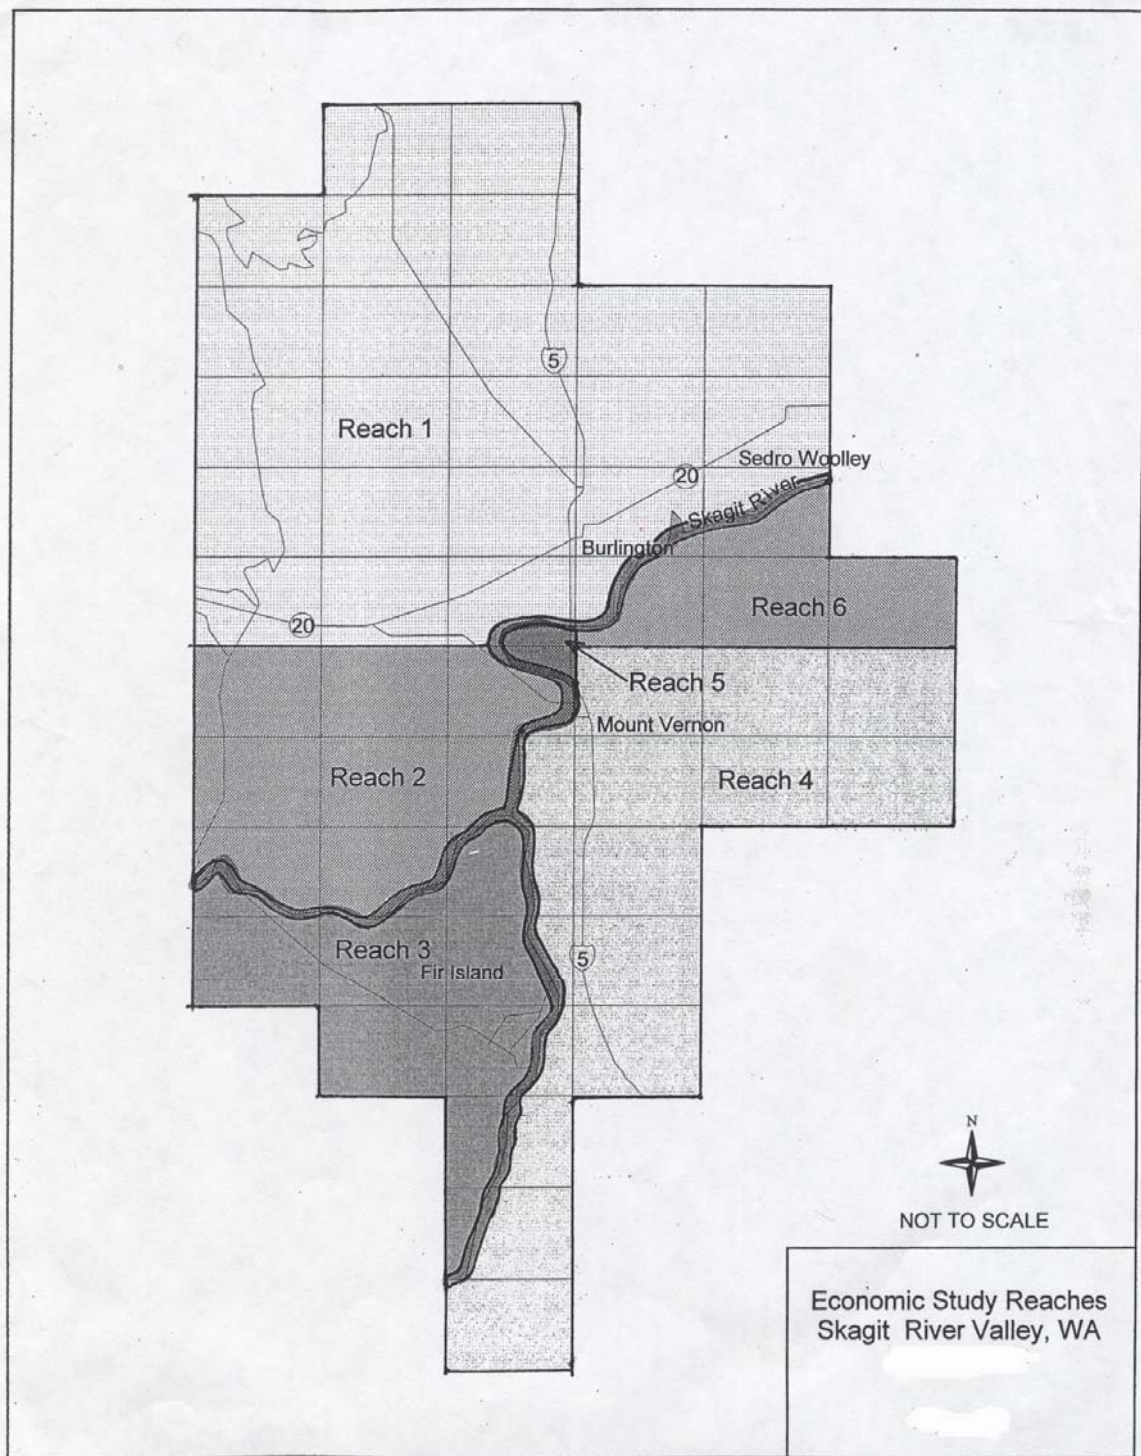 5
Reach 1
Sedro Woolley
20
Skagit River
Burlington
Reach 6
20
Reach 5
Mount Vernon
Reach 2
Reach 4
Reach 3
5
Fir Island
N
NOT TO SCALE
Economic Study Reaches
Skagit River Valley, WA